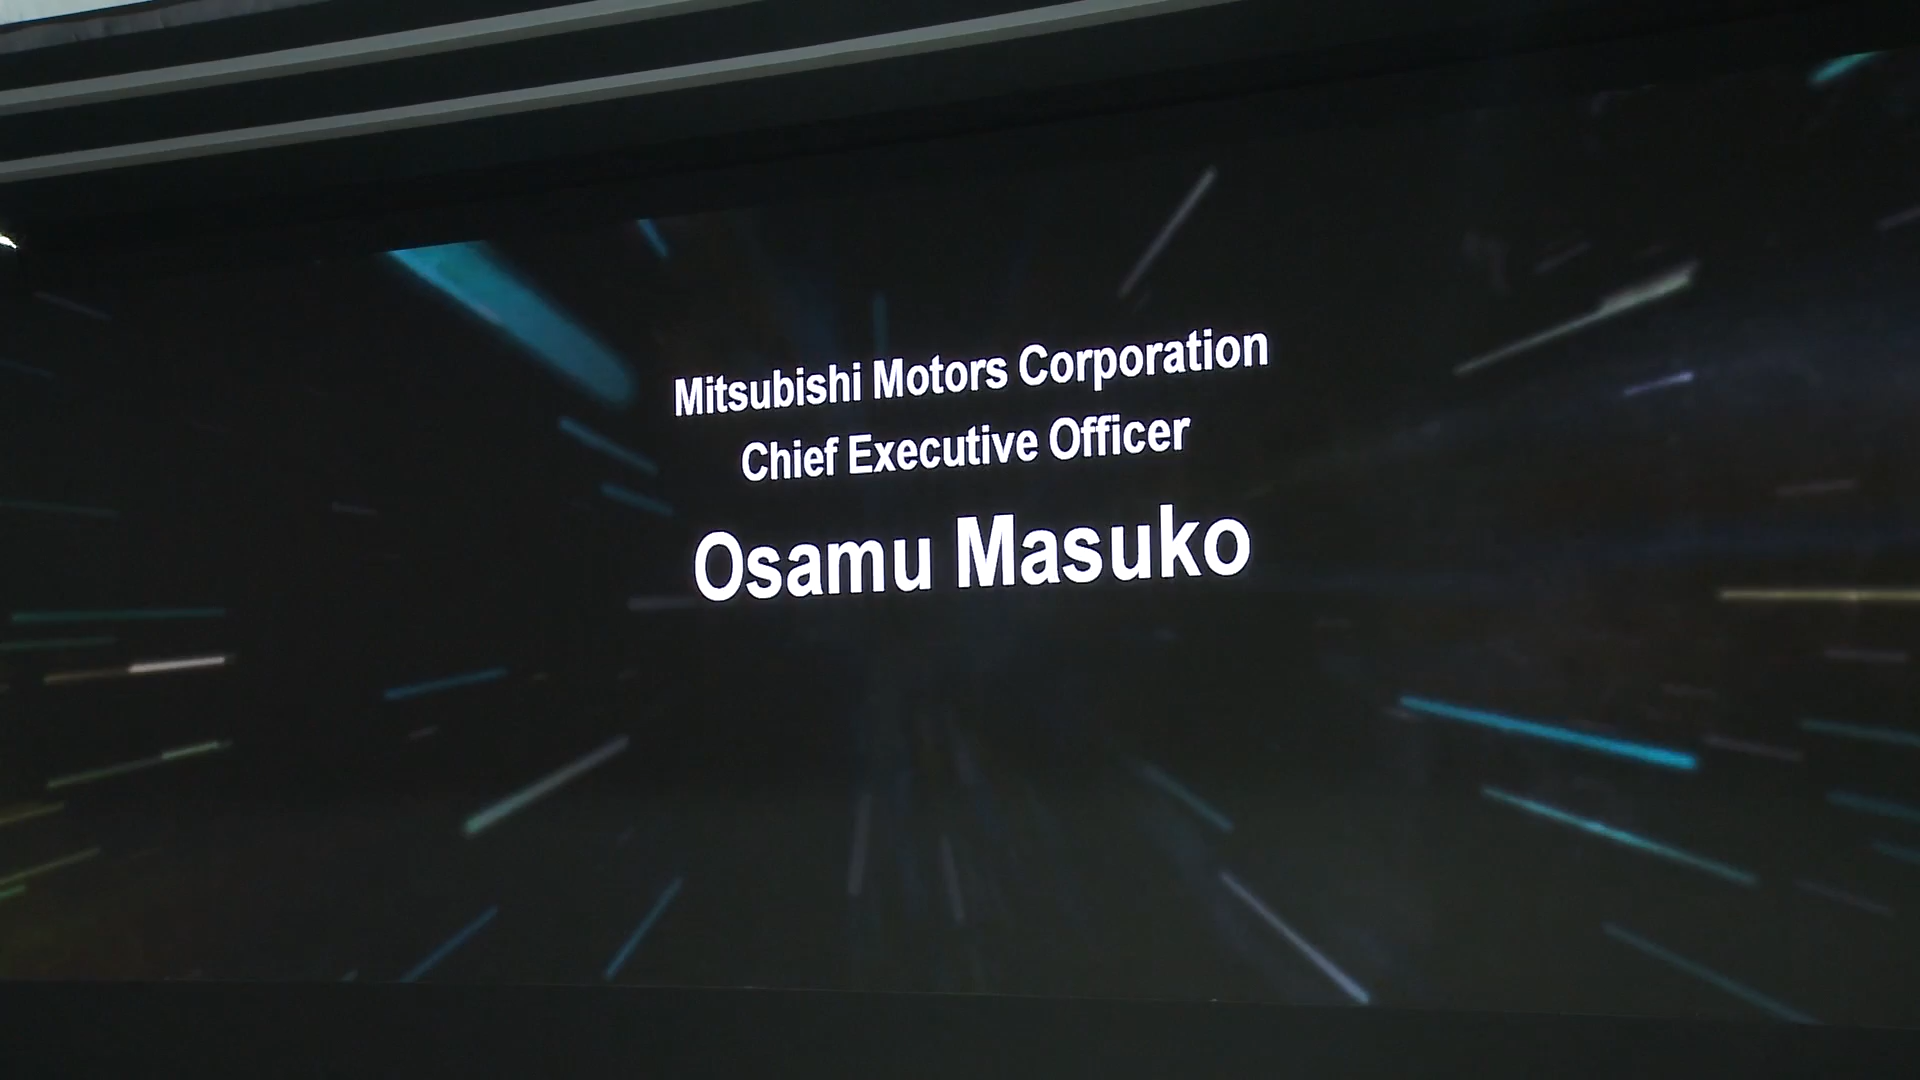 Mitsubishi Motors Corporation
Chief Executive Officer
Osamu Masuko